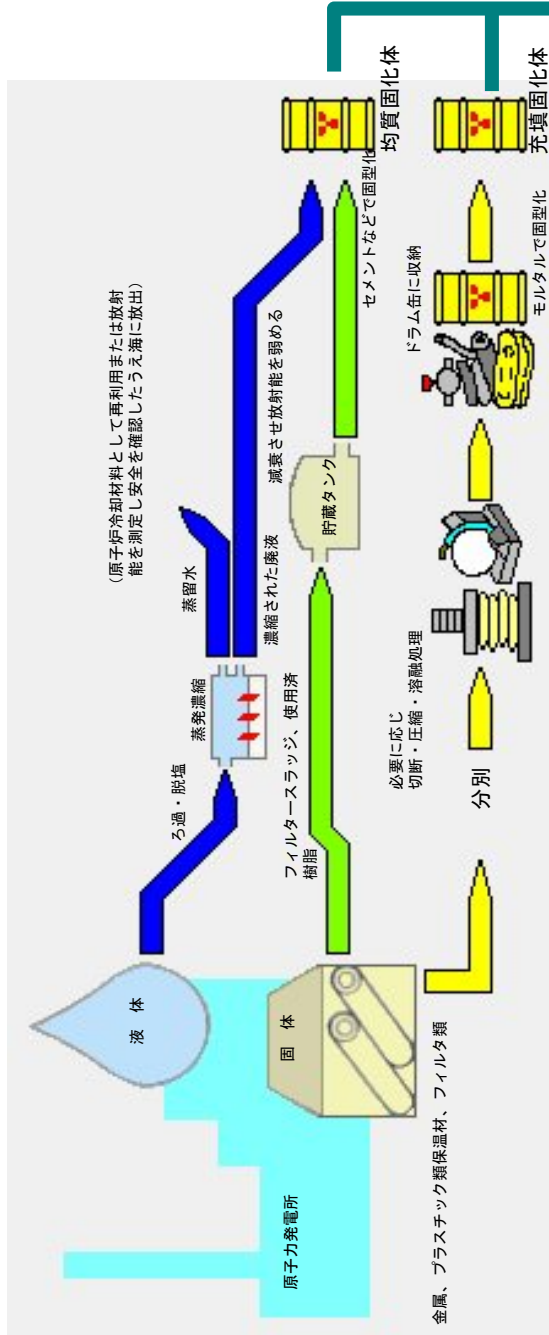 原子力発電所
液 体
固 体
ろ過・脱塩
蒸発濃縮
蒸留水
(原子炉冷却材料として再利用または放射
能を測定し安全を確認したうえ海に放出)
濃縮された廃液
減衰させ放射能を弱める
フィルタースラッジ、使用済
樹脂
貯蔵タンク
セメントなどで固型化
均質固化体
金属、プラスチック類保温材、フィルタ類
分別
必要に応じ
切断・圧縮・溶融処理
ドラム缶に収納
モルタルで固型化
充填固化体